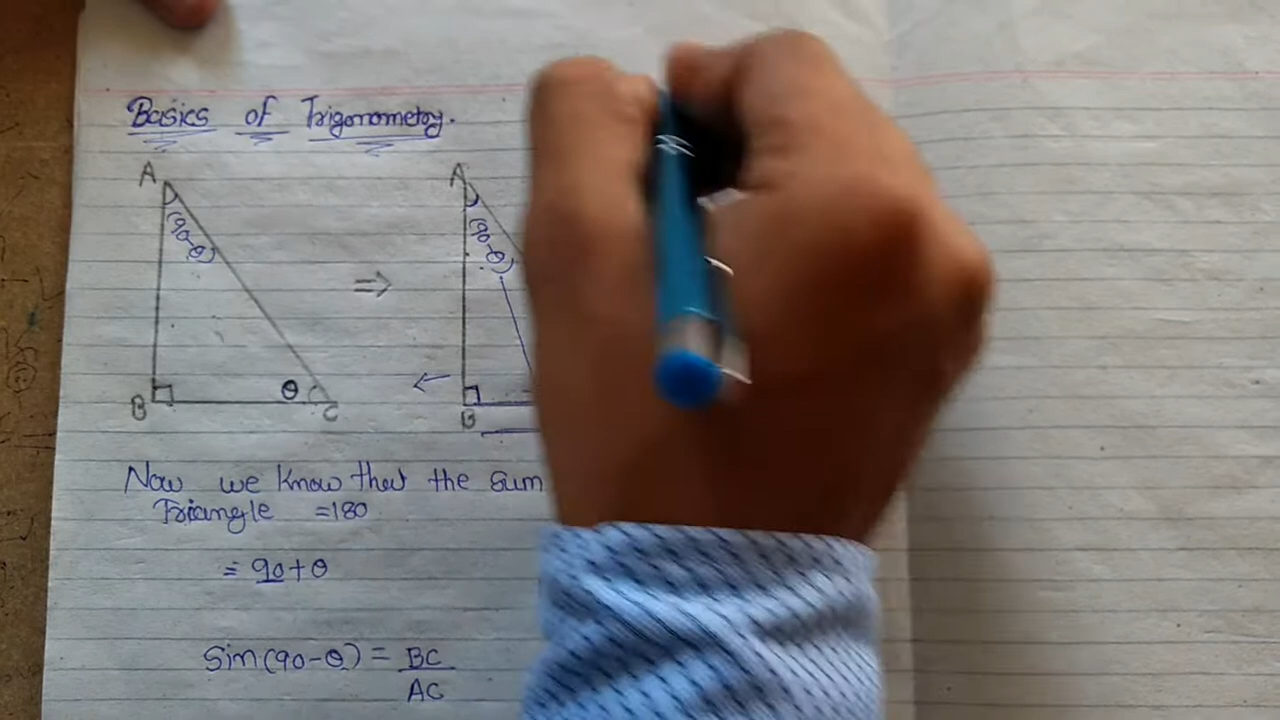 Basics of Trigonometry.
A
(90-θ)
B
θ
C
⇒
A
(90-θ)
←
B
Now we know that the sum
Triangle =180
= 90+θ
Sin(90-θ) = BC
AC